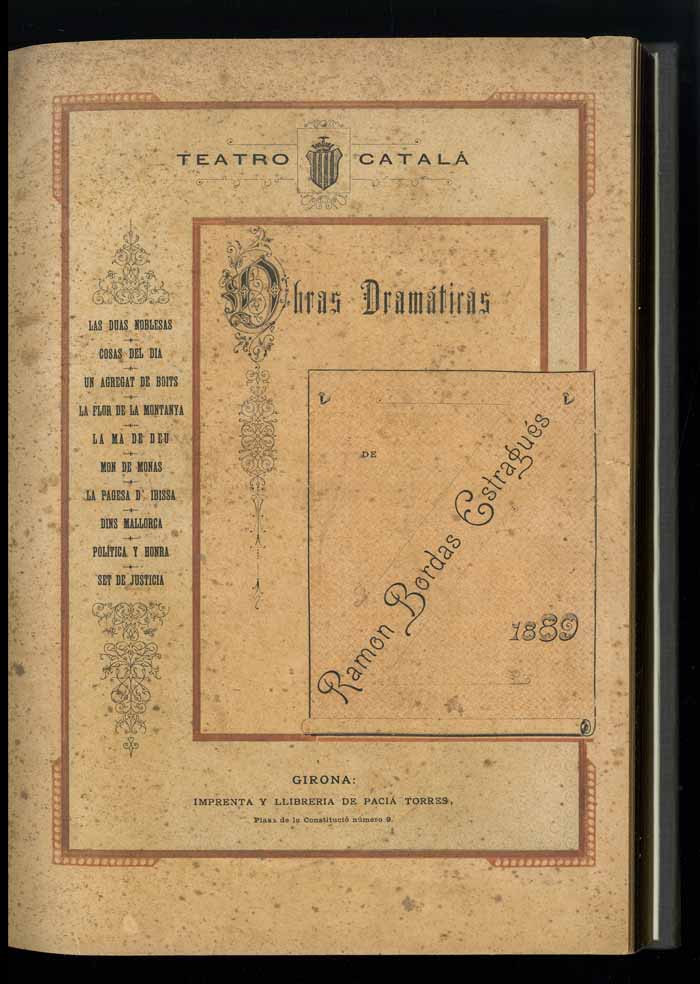 TEATRO CATALÁ
Obras Dramáticas
LAS DUAS NOBLESAS
COSAS DEL DIA
UN AGREGAT DE BOITS
LA FLOR DE LA MONTANYA
LA MA DE DEU
MON DE MONAS
LA PAGESA D' IBISSA
DINS MALLORCA
POLÍTICA Y HONRA
SET DE JUSTICIA
DE
Ramon Bordas Estragués
1889
GIRONA:
IMPRENTA Y LLIBRERIA DE PACIÁ TORRES,
Plasa de la Constitució número 9.